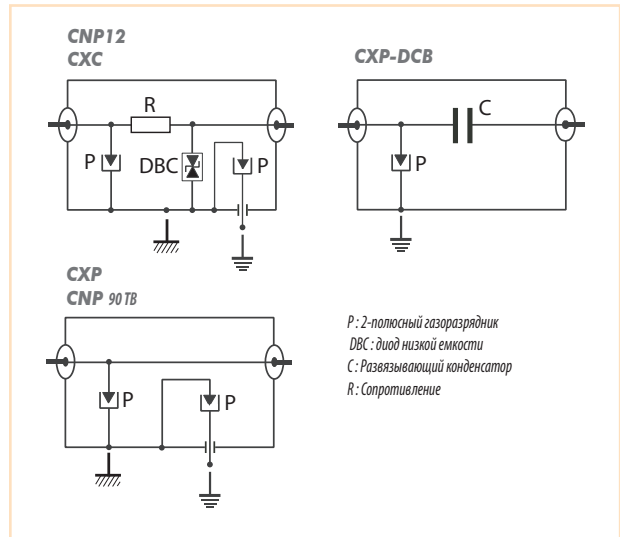 CNP12
CXC
R
P
DBC
P
CXP-DCB
C
P
CXP
CNP 90 TB
P
P
P : 2-полюсный газоразрядник
DBC : диод низкой емкости
C : Развязывающий конденсатор
R : Сопротивление